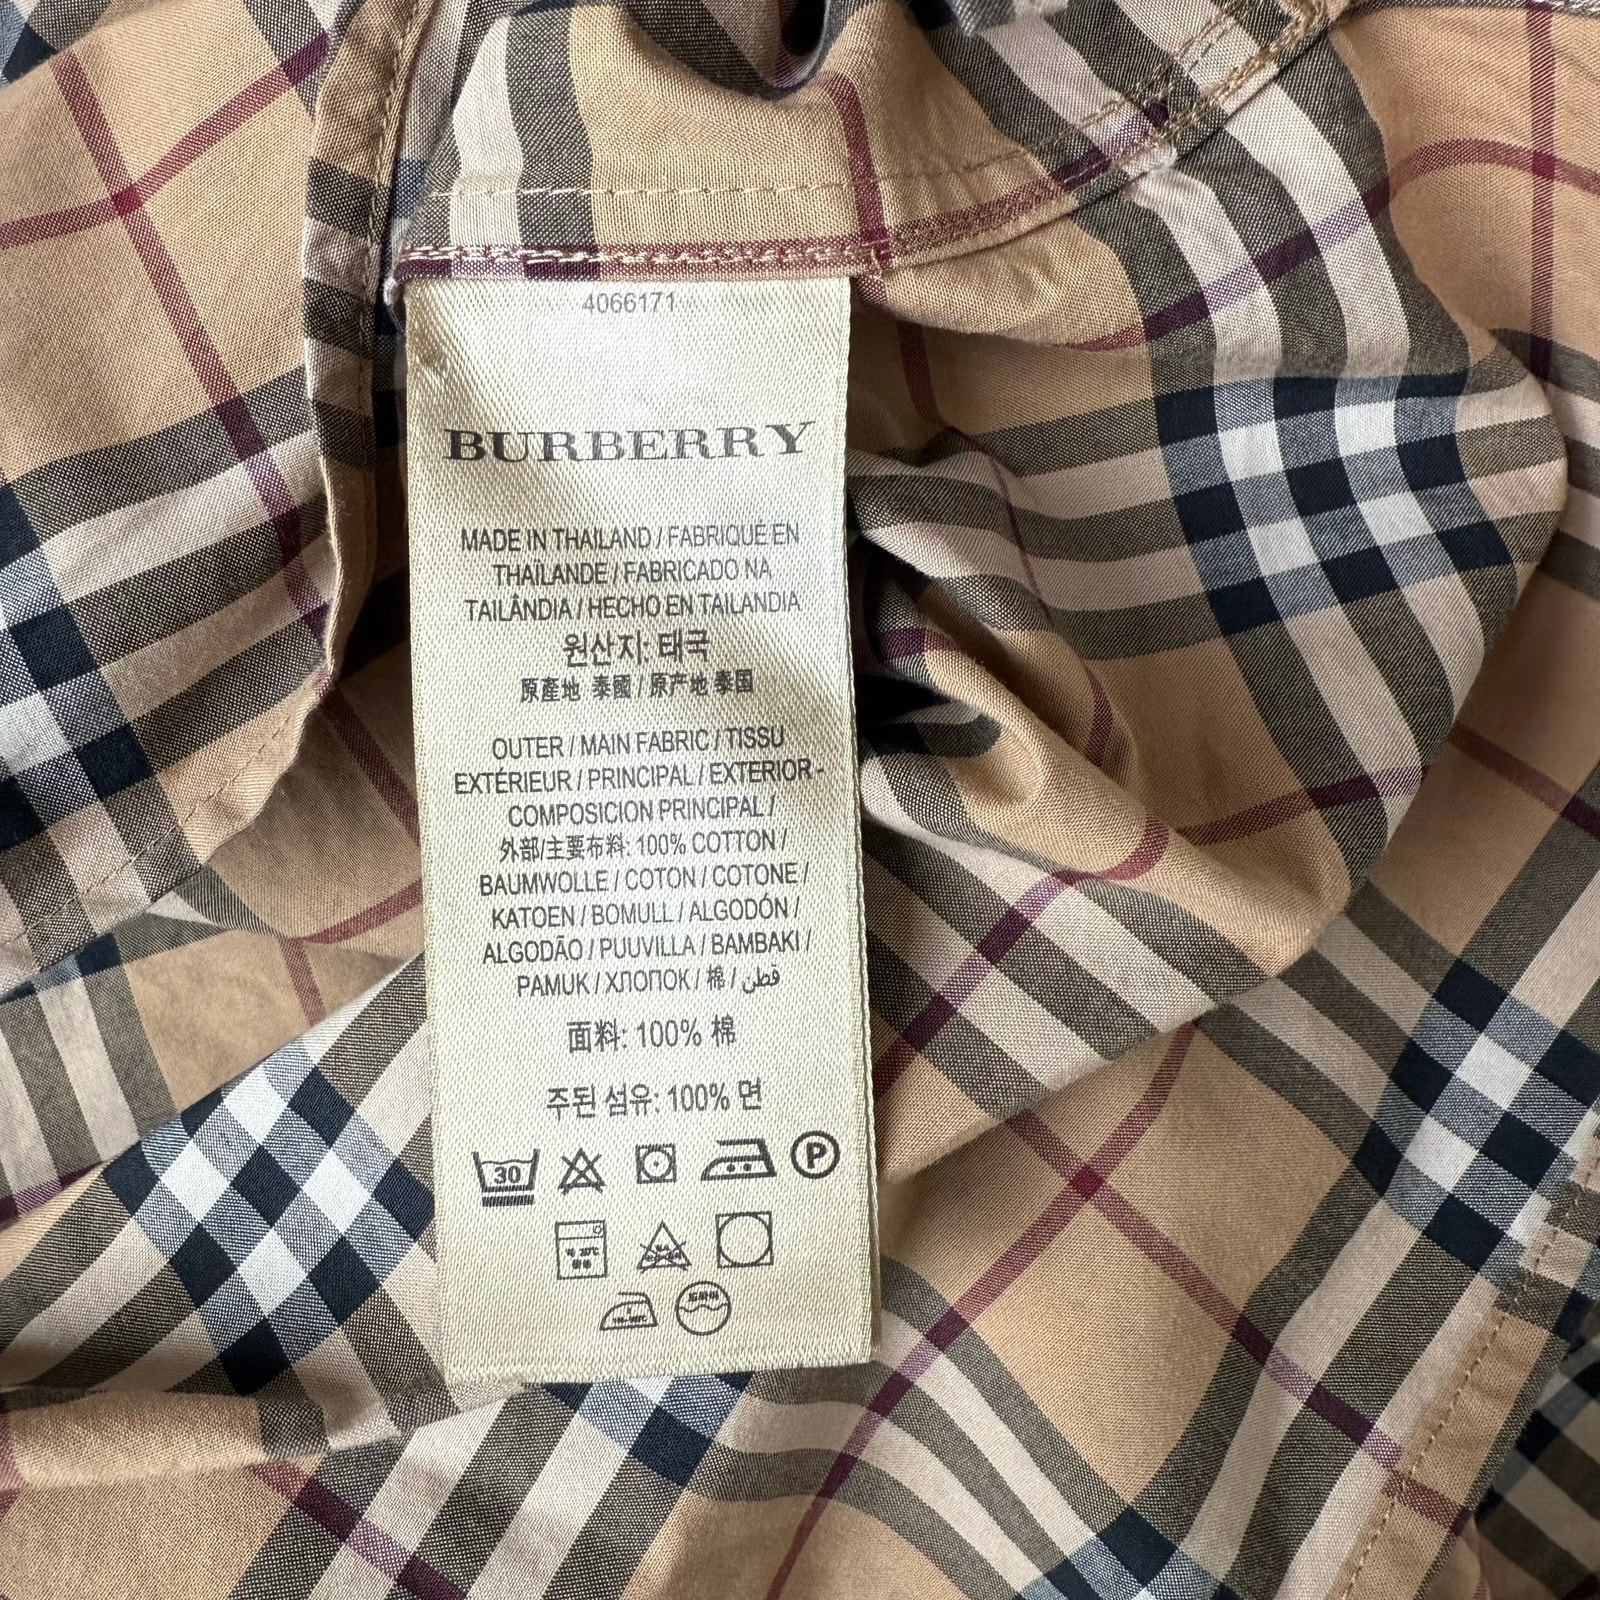 4066171
BURBERRY
MADE IN THAILAND / FABRIQUÉ EN
THAÏLANDE / FABRICADO NA
TAILÂNDIA / HECHO EN TAILANDIA
원산지: 태국
原產地 泰國 / 原产地 泰国
OUTER / MAIN FABRIC / TISSU
EXTÉRIEUR / PRINCIPAL / EXTERIOR -
COMPOSICION PRINCIPAL /
外部/主要布料: 100% COTTON /
BAUMWOLLE / COTON / COTONE /
KATOEN / BOMULL / ALGODÓN /
ALGODÃO / PUUVILLA / BAMBAKI /
PAMUK / ХЛОПОК / 棉 / قطن
面料: 100% 棉
주된 섬유: 100% 면
30
P